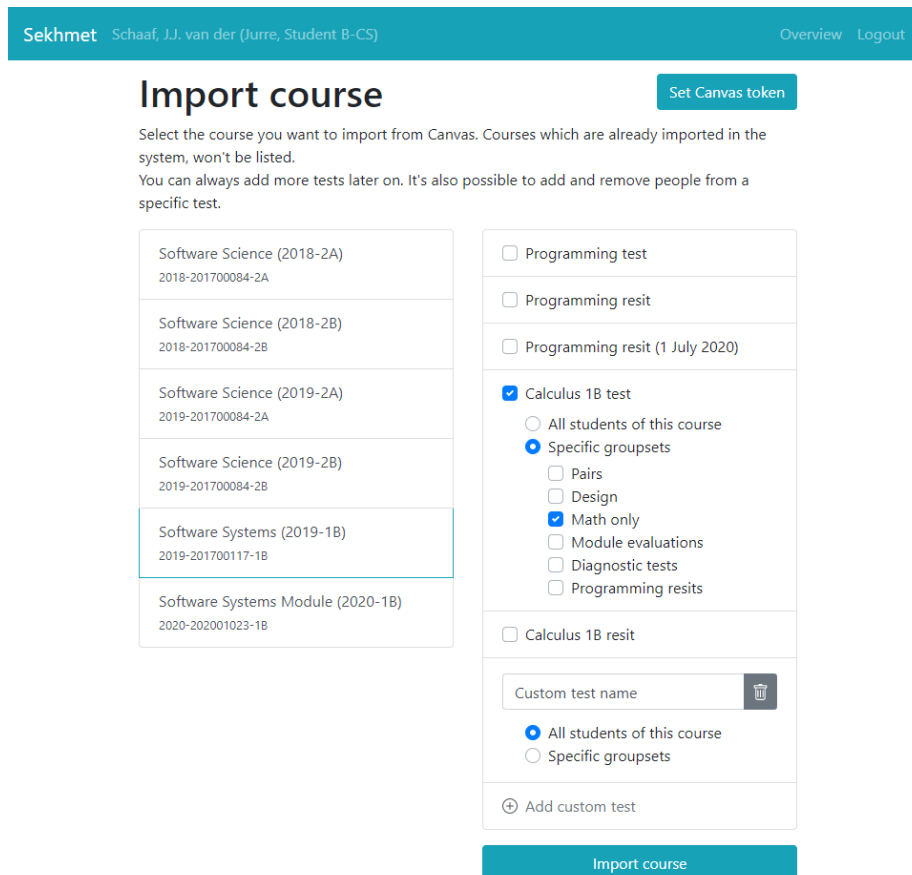 Sekhmet Schaaf, J.J. van der (Jurre, Student B-CS) Overview Logout
Import course
Set Canvas token
Select the course you want to import from Canvas. Courses which are already imported in the
system, won't be listed.
You can always add more tests later on. It's also possible to add and remove people from a
specific test.
Software Science (2018-2A)
2018-201700084-2A
Software Science (2018-2B)
2018-201700084-2B
Software Science (2019-2A)
2019-201700084-2A
Software Science (2019-2B)
2019-201700084-2B
Software Systems (2019-1B)
2019-201700117-1B
Software Systems Module (2020-1B)
2020-202001023-1B
Programming test
Programming resit
Programming resit (1 July 2020)
Calculus 1B test
All students of this course
Specific groupsets
Pairs
Design
Math only
Module evaluations
Diagnostic tests
Programming resits
Calculus 1B resit
Custom test name
All students of this course
Specific groupsets
Add custom test
Import course